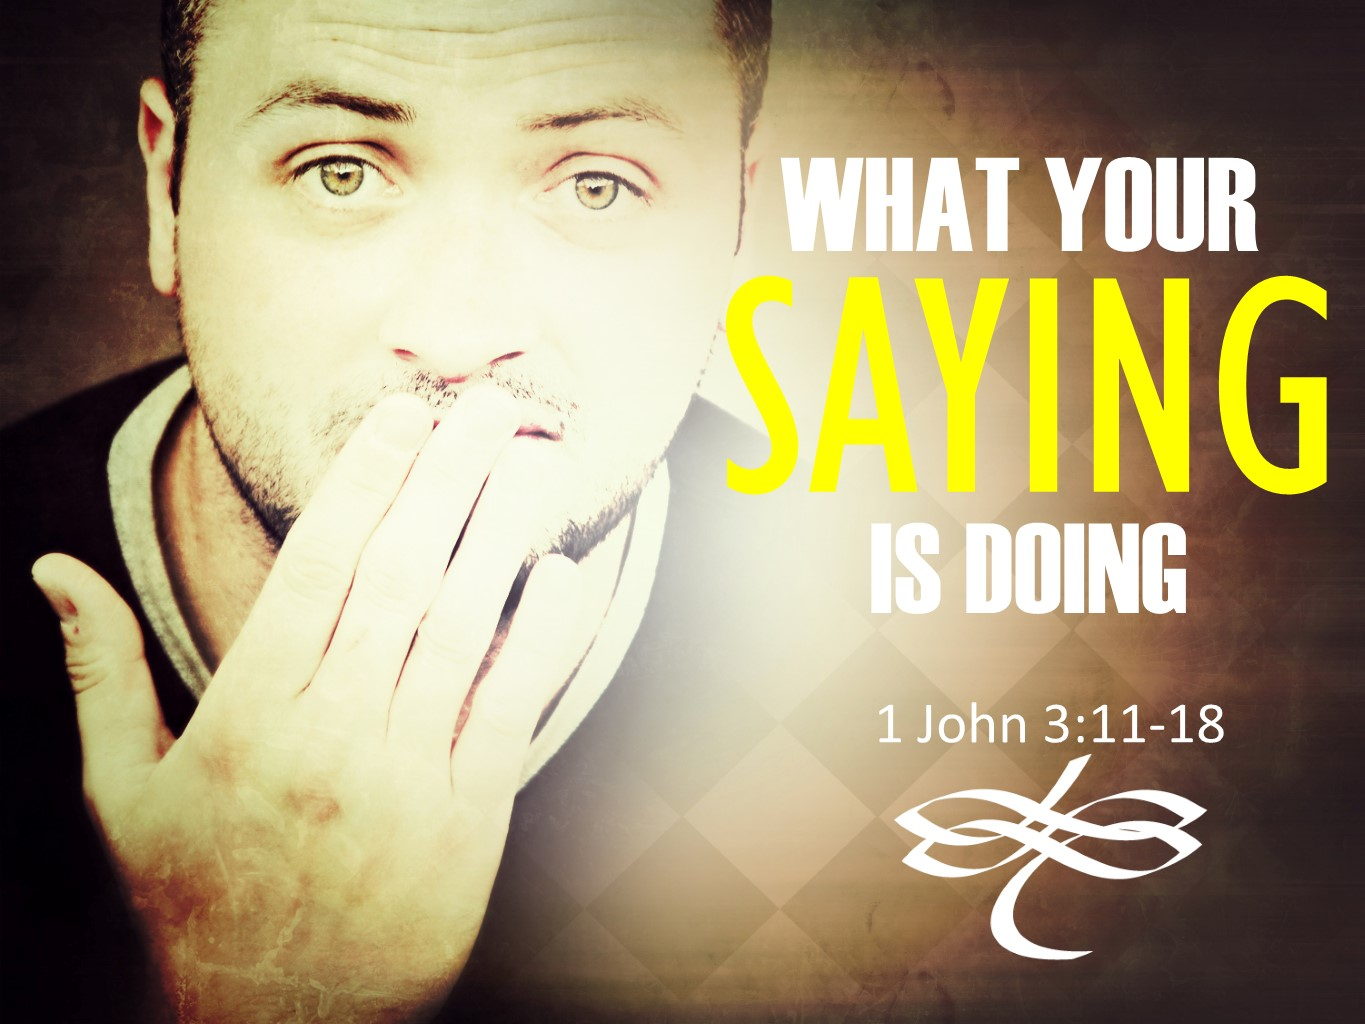 WHAT YOUR
SAYING
IS DOING
1 John 3:11-18